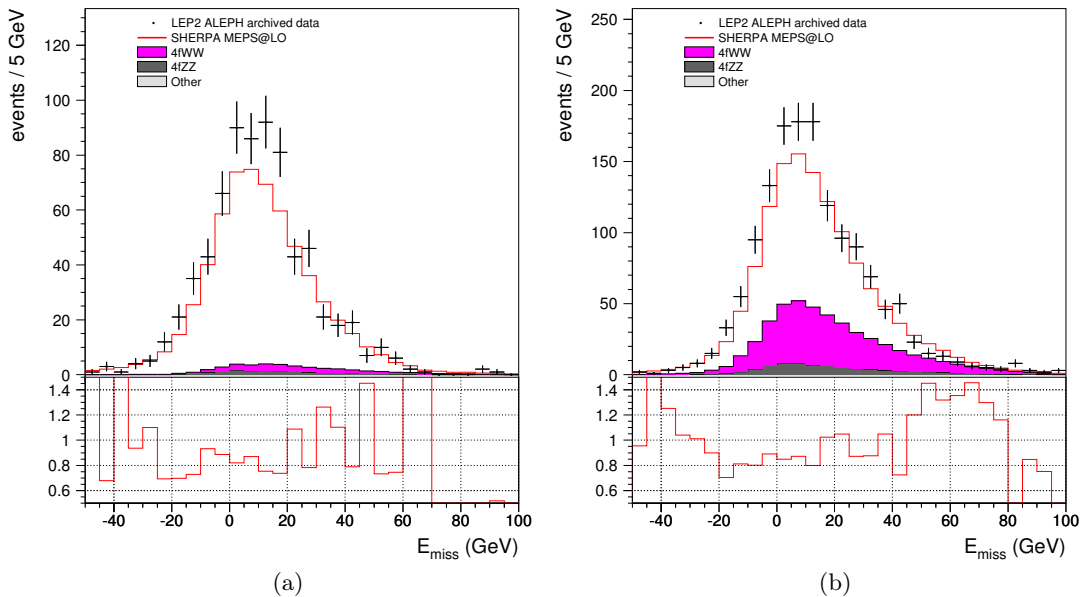 events / 5 GeV
120
100
80
60
40
20
0
LEP2 ALEPH archived data
SHERPA MEPS@LO
4fWW
4fZZ
Other
1.4
1.2
1
0.8
0.6
-40 -20 0 20 40 60 80 100
E_miss (GeV)
(a)
events / 5 GeV
250
200
150
100
50
0
LEP2 ALEPH archived data
SHERPA MEPS@LO
4fWW
4fZZ
Other
1.4
1.2
1
0.8
0.6
-40 -20 0 20 40 60 80 100
E_miss (GeV)
(b)